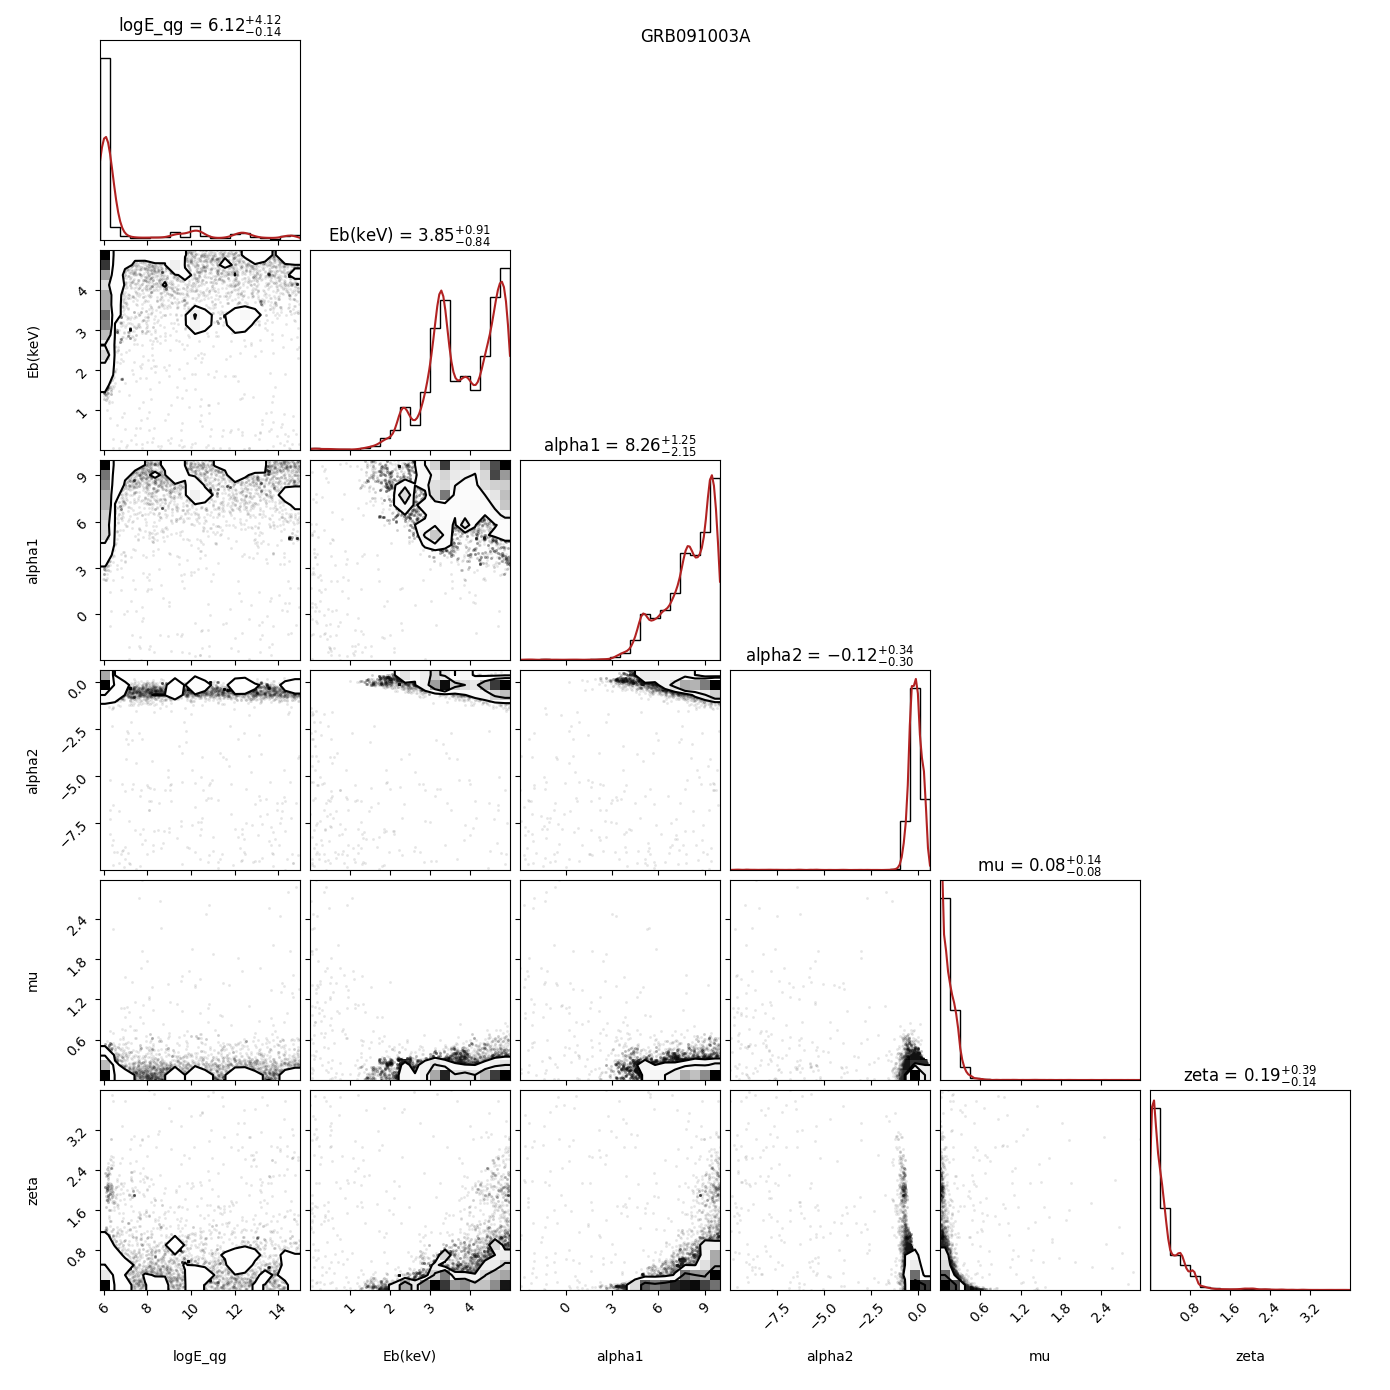 logE_qg = 6.12 +4.12 −0.14
GRB091003A
Eb(keV) = 3.85 +0.91 −0.84
Eb(keV)
4
3
2
1
alpha1 = 8.26 +1.25 −2.15
alpha1
9
6
3
0
alpha2 = −0.12 +0.34 −0.30
alpha2
0.0
−2.5
−5.0
−7.5
mu = 0.08 +0.14 −0.08
mu
2.4
1.8
1.2
0.6
zeta = 0.19 +0.39 −0.14
zeta
3.2
2.4
1.6
0.8
6 8 10 12 14 1 2 3 4 0 3 6 9 −7.5 −5.0 −2.5 0.0 0.6 1.2 1.8 2.4 0.8 1.6 2.4 3.2
logE_qg Eb(keV) alpha1 alpha2 mu zeta